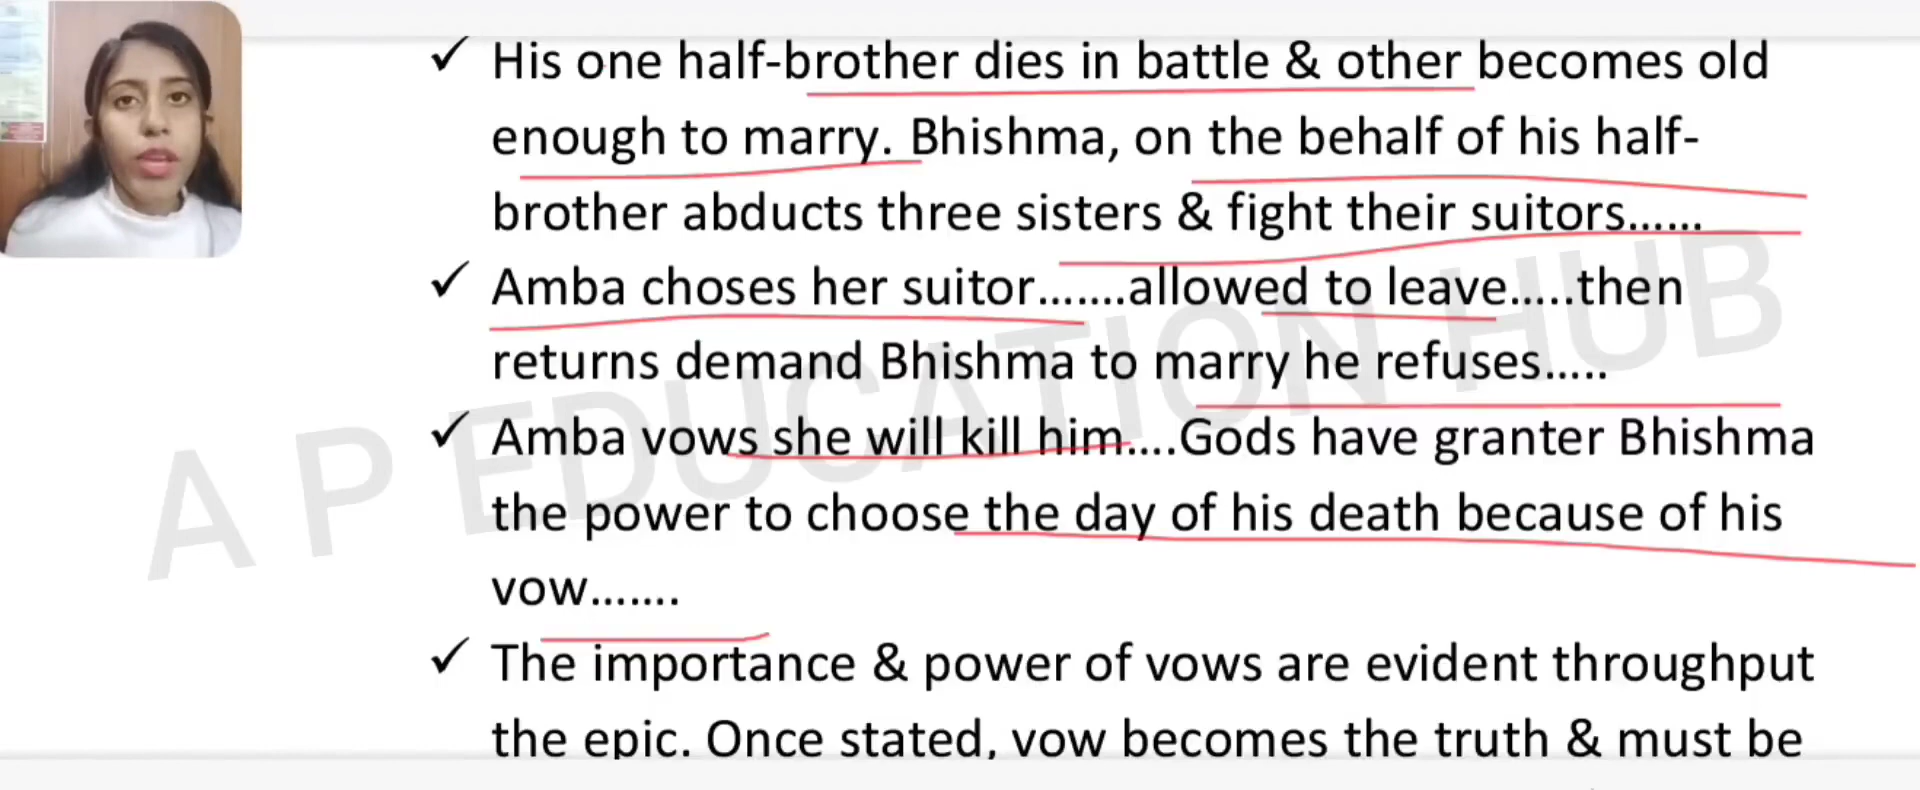 ✓ His one half-brother dies in battle & other becomes old
enough to marry. Bhishma, on the behalf of his half-
brother abducts three sisters & fight their suitors......
✓ Amba choses her suitor.......allowed to leave.....then
returns demand Bhishma to marry he refuses.....
✓ Amba vows she will kill him....Gods have granter Bhishma
the power to choose the day of his death because of his
vow.......
✓ The importance & power of vows are evident throughput
the epic. Once stated, vow becomes the truth & must be
A P EDUCATION HUB